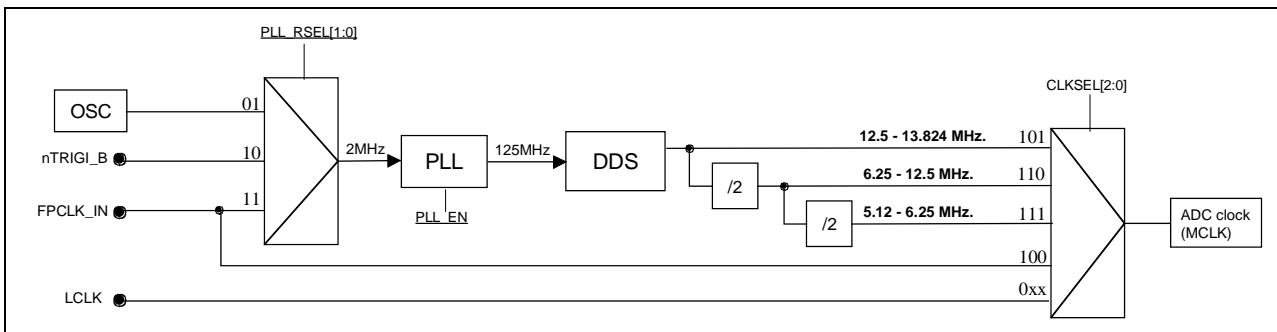 PLL_RSEL[1:0]
CLKSEL[2:0]
OSC
01
12.5 - 13.824 MHz.
101
nTRIGI_B
10
2MHz
PLL
125MHz
DDS
/2
6.25 - 12.5 MHz.
110
FPCLK_IN
11
PLL_EN
/2
5.12 - 6.25 MHz.
111
ADC clock
(MCLK)
100
LCLK
0xx